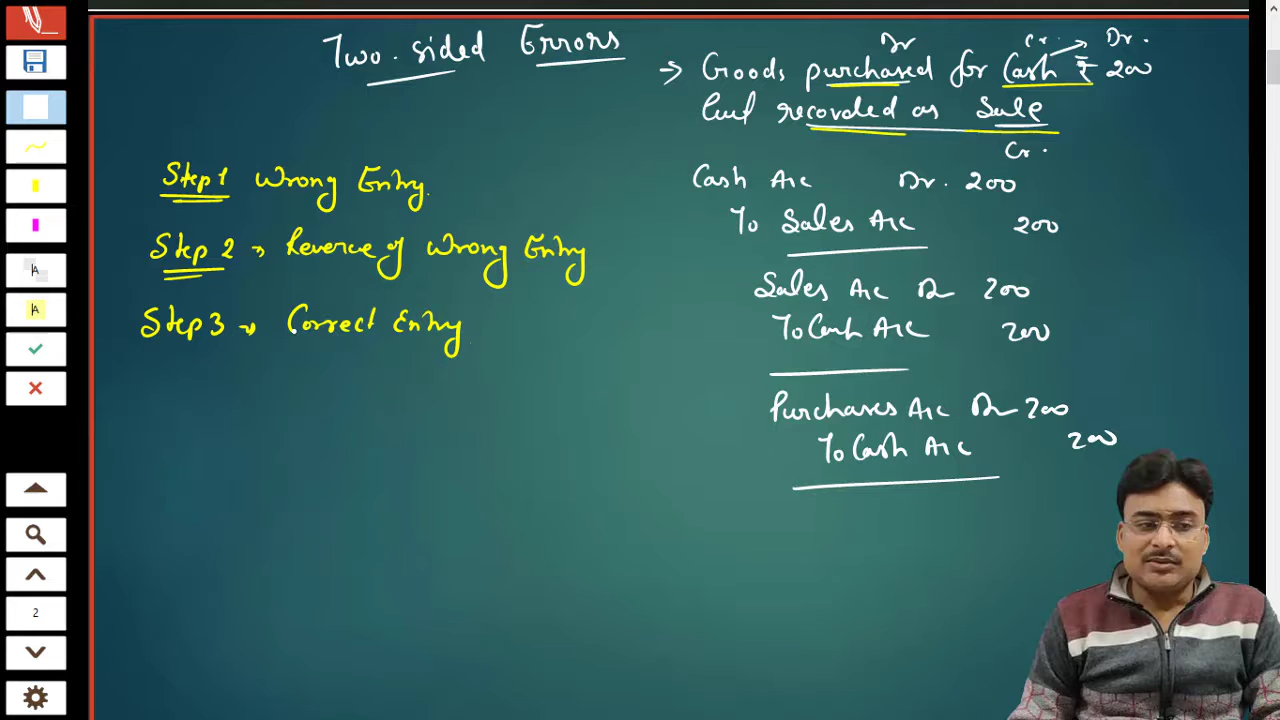 Two-sided Errors
Step 1 Wrong Entry.
Step 2 → Reverse of Wrong Entry
Step 3 → Correct Entry
Dr Cr. Dr.
→ Goods purchased for Cash ₹ 200
but recorded as Sale
Cr.
Cash A/c Dr. 200
To Sales A/c 200
Sales A/c Dr 200
To Cash A/c 200
Purchases A/c Dr 200
To Cash A/c 200
A
A
2